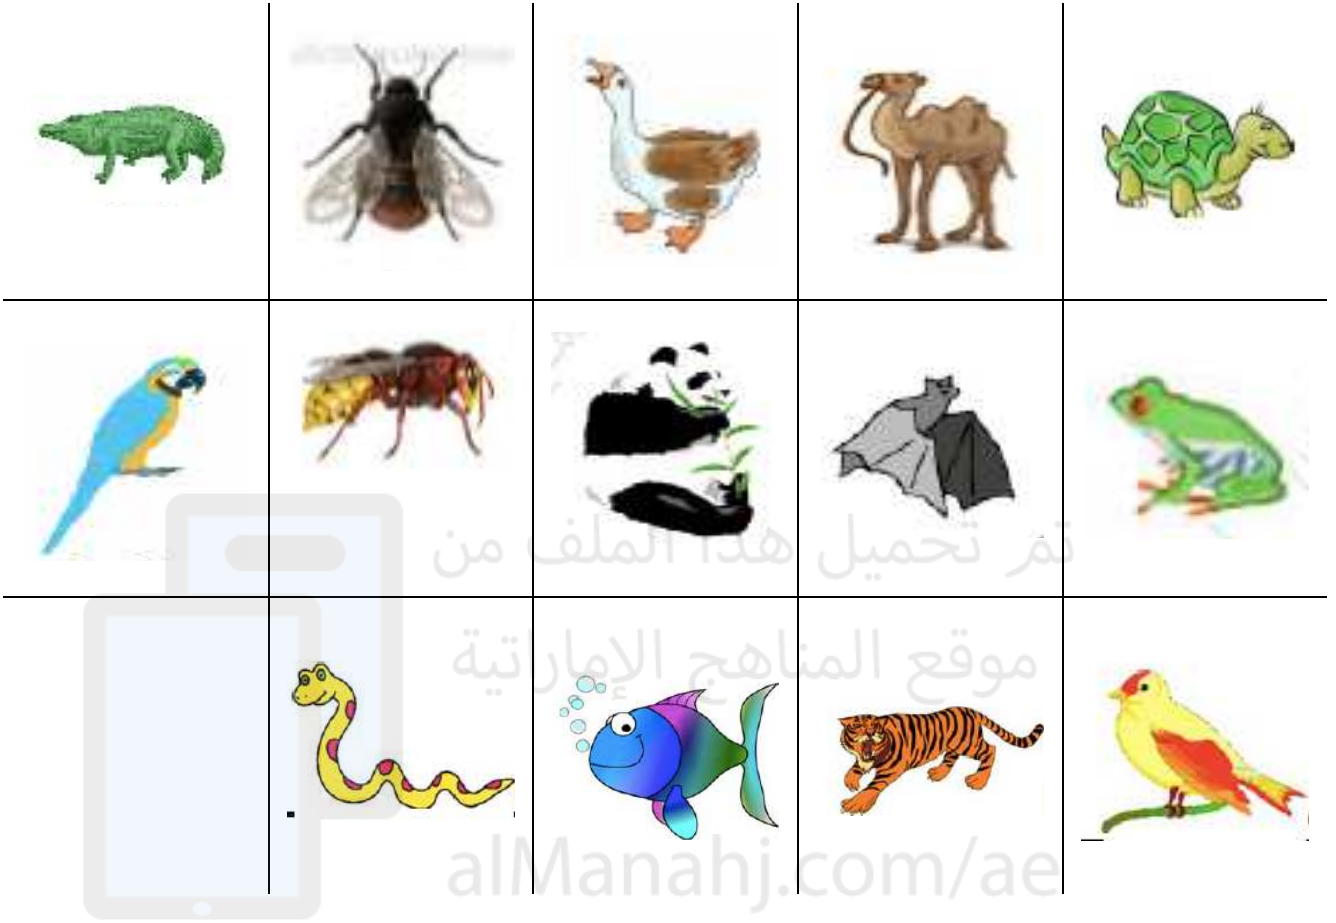 تم تحميل هذا الملف من
موقع المناهج الإماراتية
alManahj.com/ae